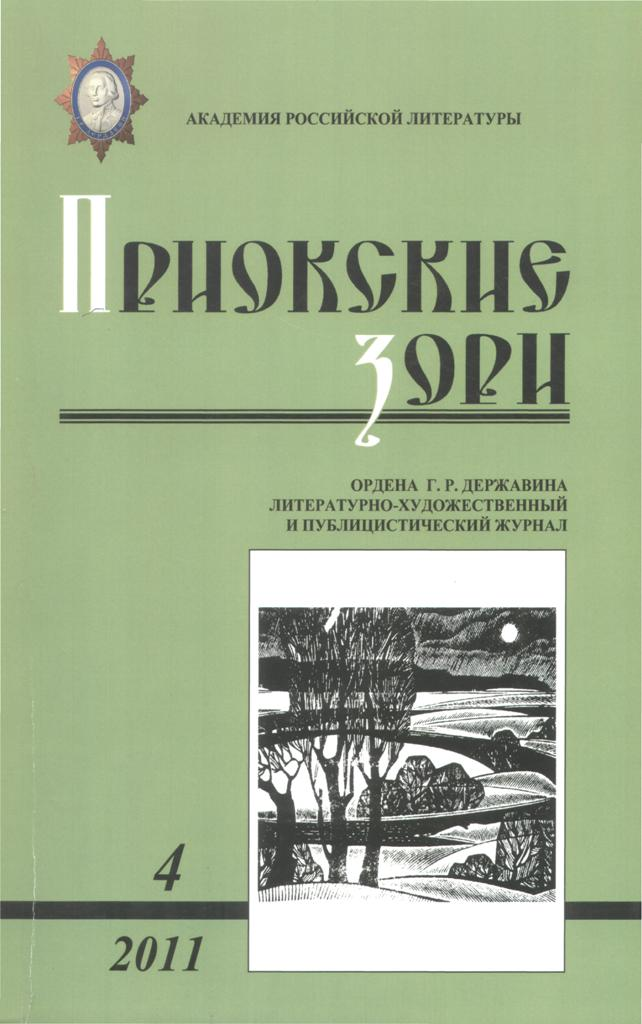 АКАДЕМИЯ РОССИЙСКОЙ ЛИТЕРАТУРЫ
ПРИОКСКИЕ
ЗОРИ
ОРДЕНА Г. Р. ДЕРЖАВИНА
ЛИТЕРАТУРНО-ХУДОЖЕСТВЕННЫЙ
И ПУБЛИЦИСТИЧЕСКИЙ ЖУРНАЛ
4
2011